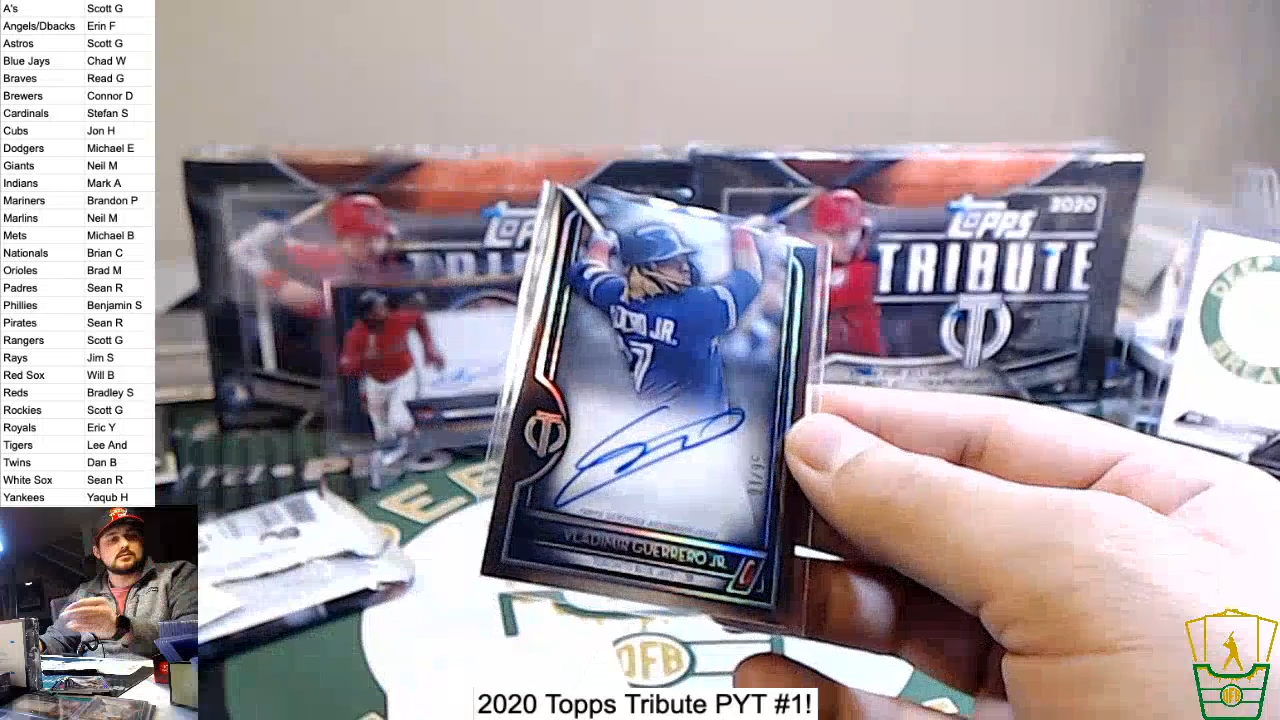 A's Scott G
Angels/Dbacks Erin F
Astros Scott G
Blue Jays Chad W
Braves Read G
Brewers Connor D
Cardinals Stefan S
Cubs Jon H
Dodgers Michael E
Giants Neil M
Indians Mark A
Mariners Brandon P
Marlins Neil M
Mets Michael B
Nationals Brian C
Orioles Brad M
Padres Sean R
Phillies Benjamin S
Pirates Sean R
Rangers Scott G
Rays Jim S
Red Sox Will B
Reds Bradley S
Rockies Scott G
Royals Eric Y
Tigers Lee And
Twins Dan B
White Sox Sean R
Yankees Yaqub H
2020
TOPPS
TRIBUTE
JR.
7
VLADIMIR GUERRERO JR.
DFB
2020 Topps Tribute PYT #1!